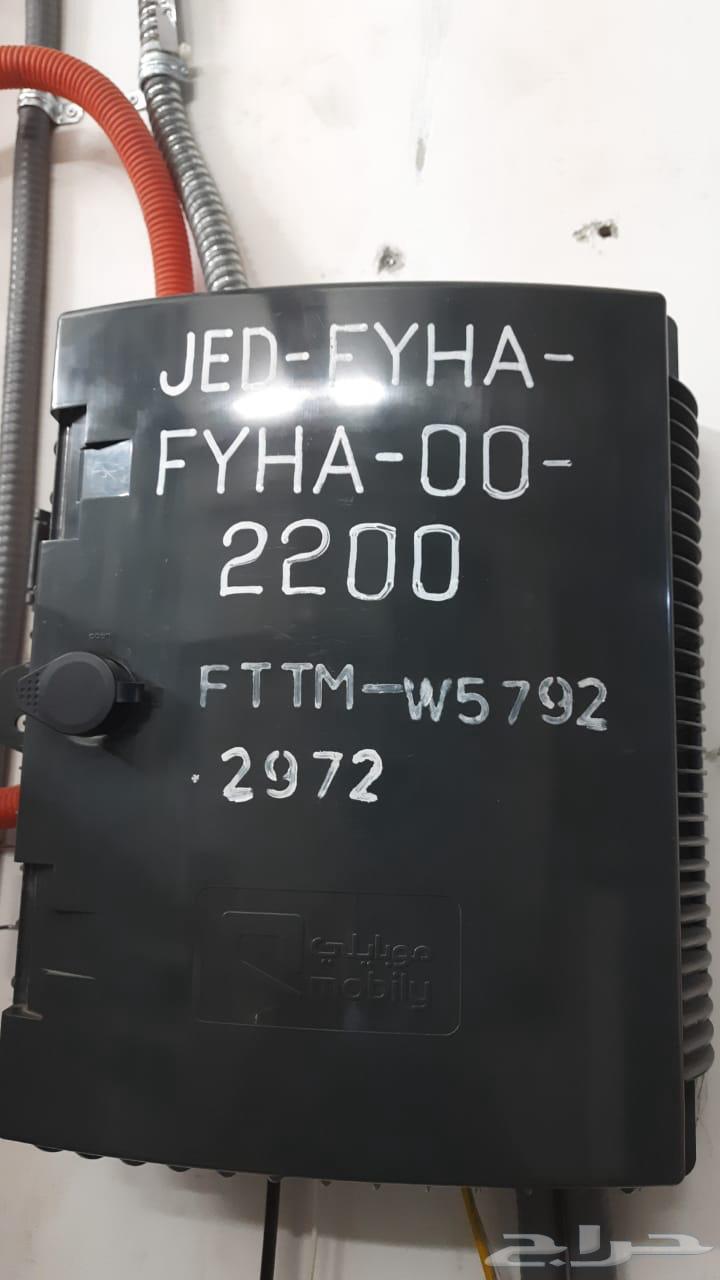 JED-FYHA-
FYHA-00-
2200
FTTM-W5792
.2972
موبايلي
mobily
حراج